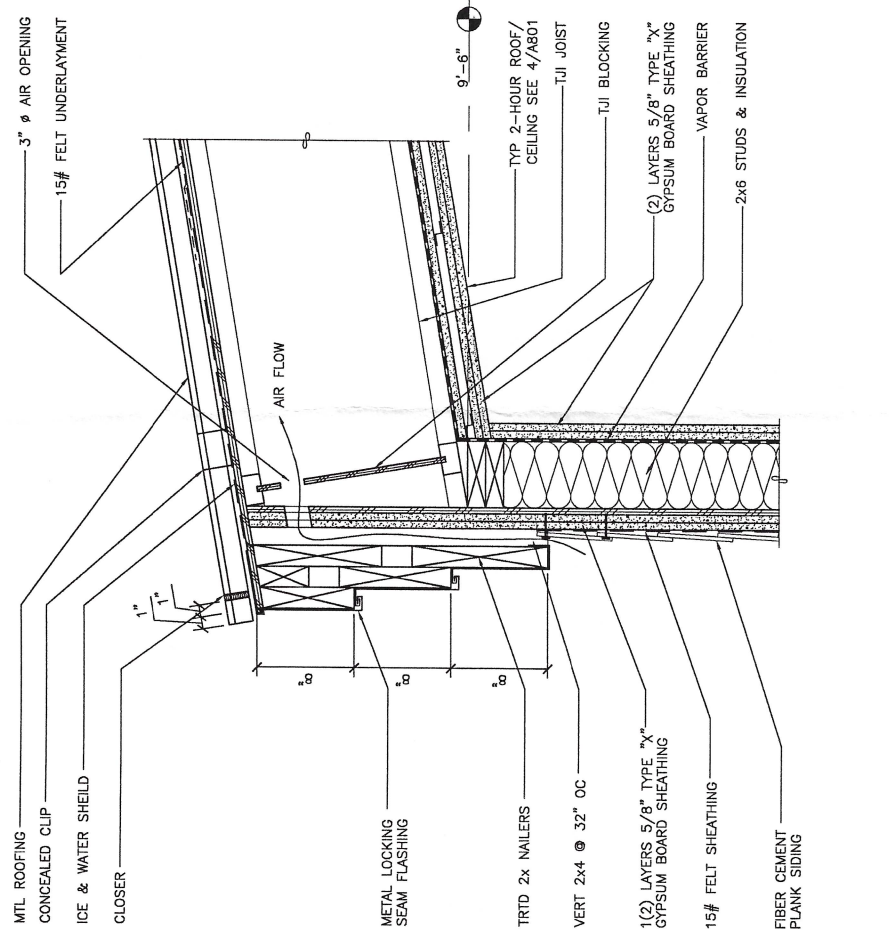 3" ø AIR OPENING
15# FELT UNDERLAYMENT
9'-6"
TYP 2-HOUR ROOF/
CEILING SEE 4/A801
TJI JOIST
TJI BLOCKING
(2) LAYERS 5/8" TYPE "X"
GYPSUM BOARD SHEATHING
VAPOR BARRIER
2x6 STUDS & INSULATION
AIR FLOW
1"
1"
8"
8"
8"
MTL ROOFING
CONCEALED CLIP
ICE & WATER SHEILD
CLOSER
METAL LOCKING
SEAM FLASHING
TRTD 2x NAILERS
VERT 2x4 @ 32" OC
1(2) LAYERS 5/8" TYPE "X"
GYPSUM BOARD SHEATHING
15# FELT SHEATHING
FIBER CEMENT
PLANK SIDING